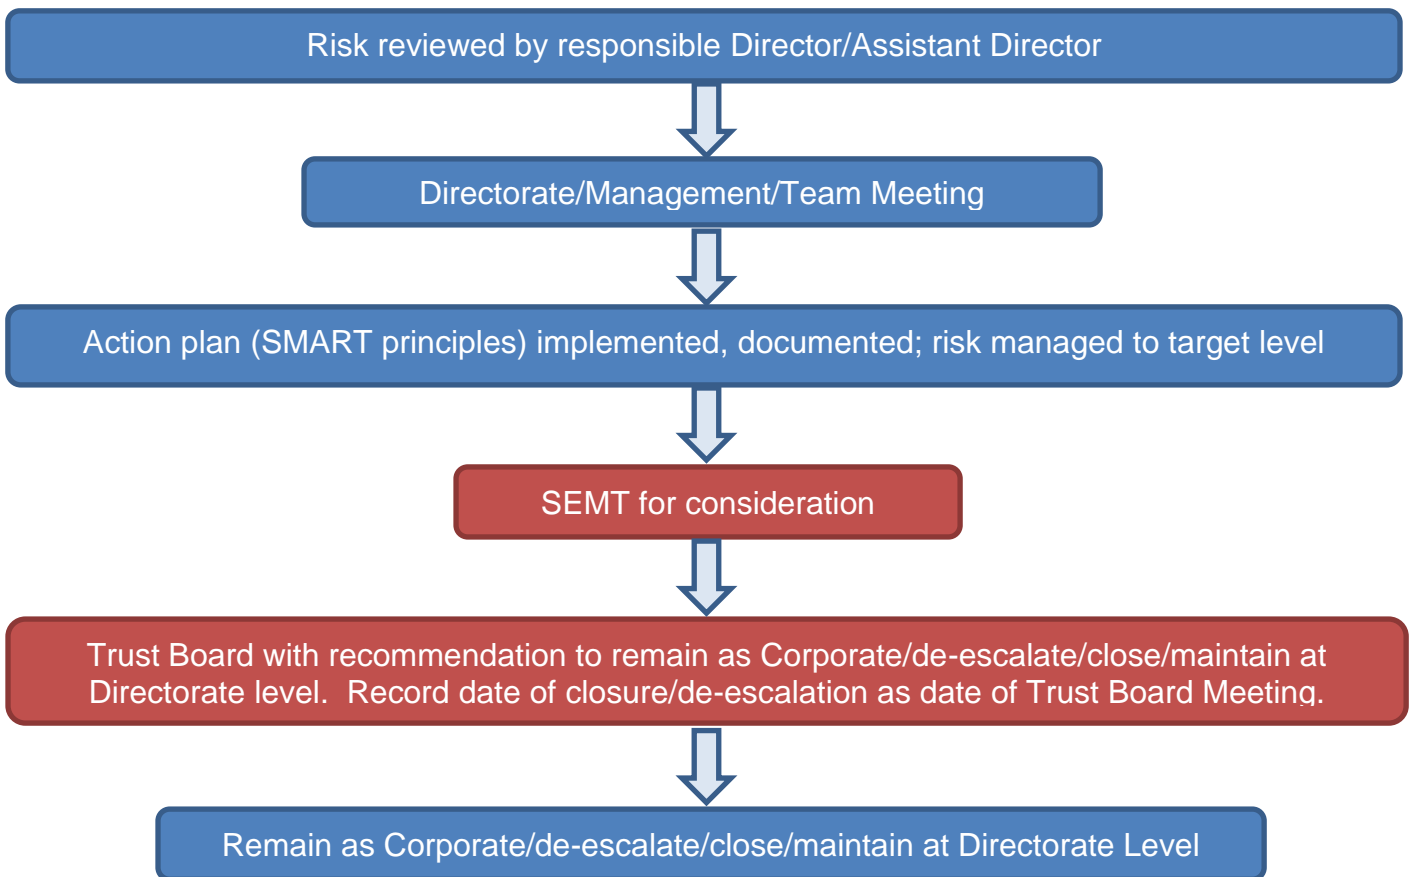 Risk reviewed by responsible Director/Assistant Director
Directorate/Management/Team Meeting
Action plan (SMART principles) implemented, documented; risk managed to target level
SEMT for consideration
Trust Board with recommendation to remain as Corporate/de-escalate/close/maintain at
Directorate level.  Record date of closure/de-escalation as date of Trust Board Meeting.
Remain as Corporate/de-escalate/close/maintain at Directorate Level